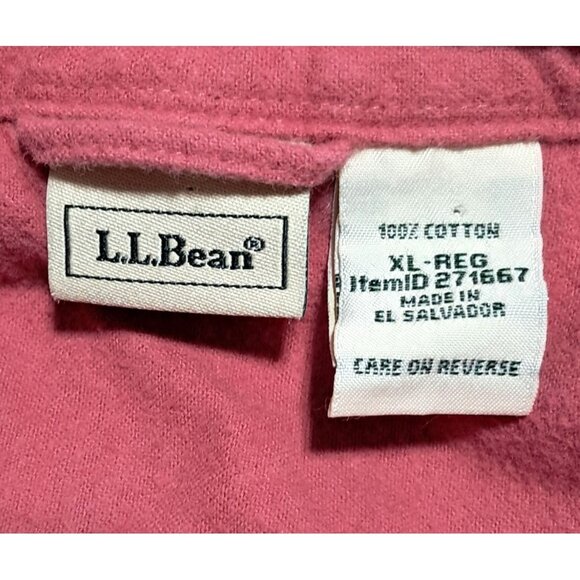 L.L.Bean®
100% COTTON
XL-REG
ItemID 271667
MADE IN
EL SALVADOR
CARE ON REVERSE